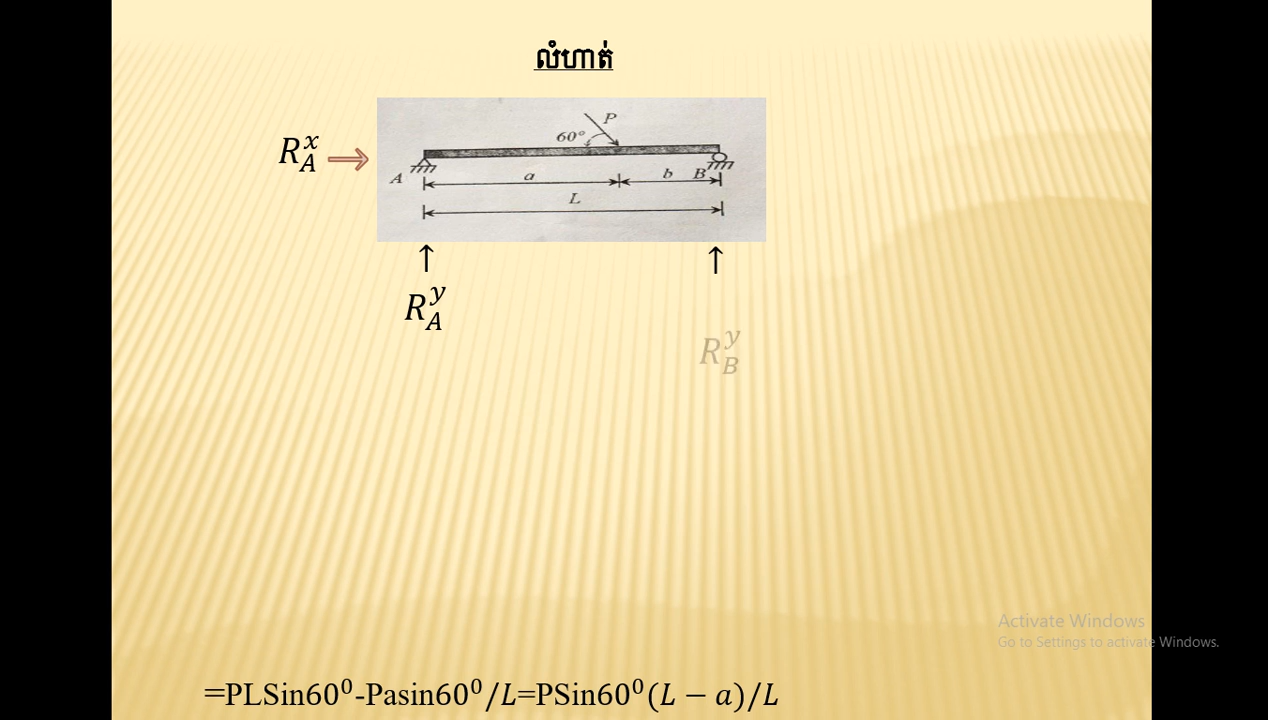 លំហាត់
P
60°
R_A^x ⇒
A a b B
L
↑ ↑
R_A^y
R_B^y
Activate Windows
Go to Settings to activate Windows.
=PLSin60⁰-Pasin60⁰/L=PSin60⁰(L − a)/L